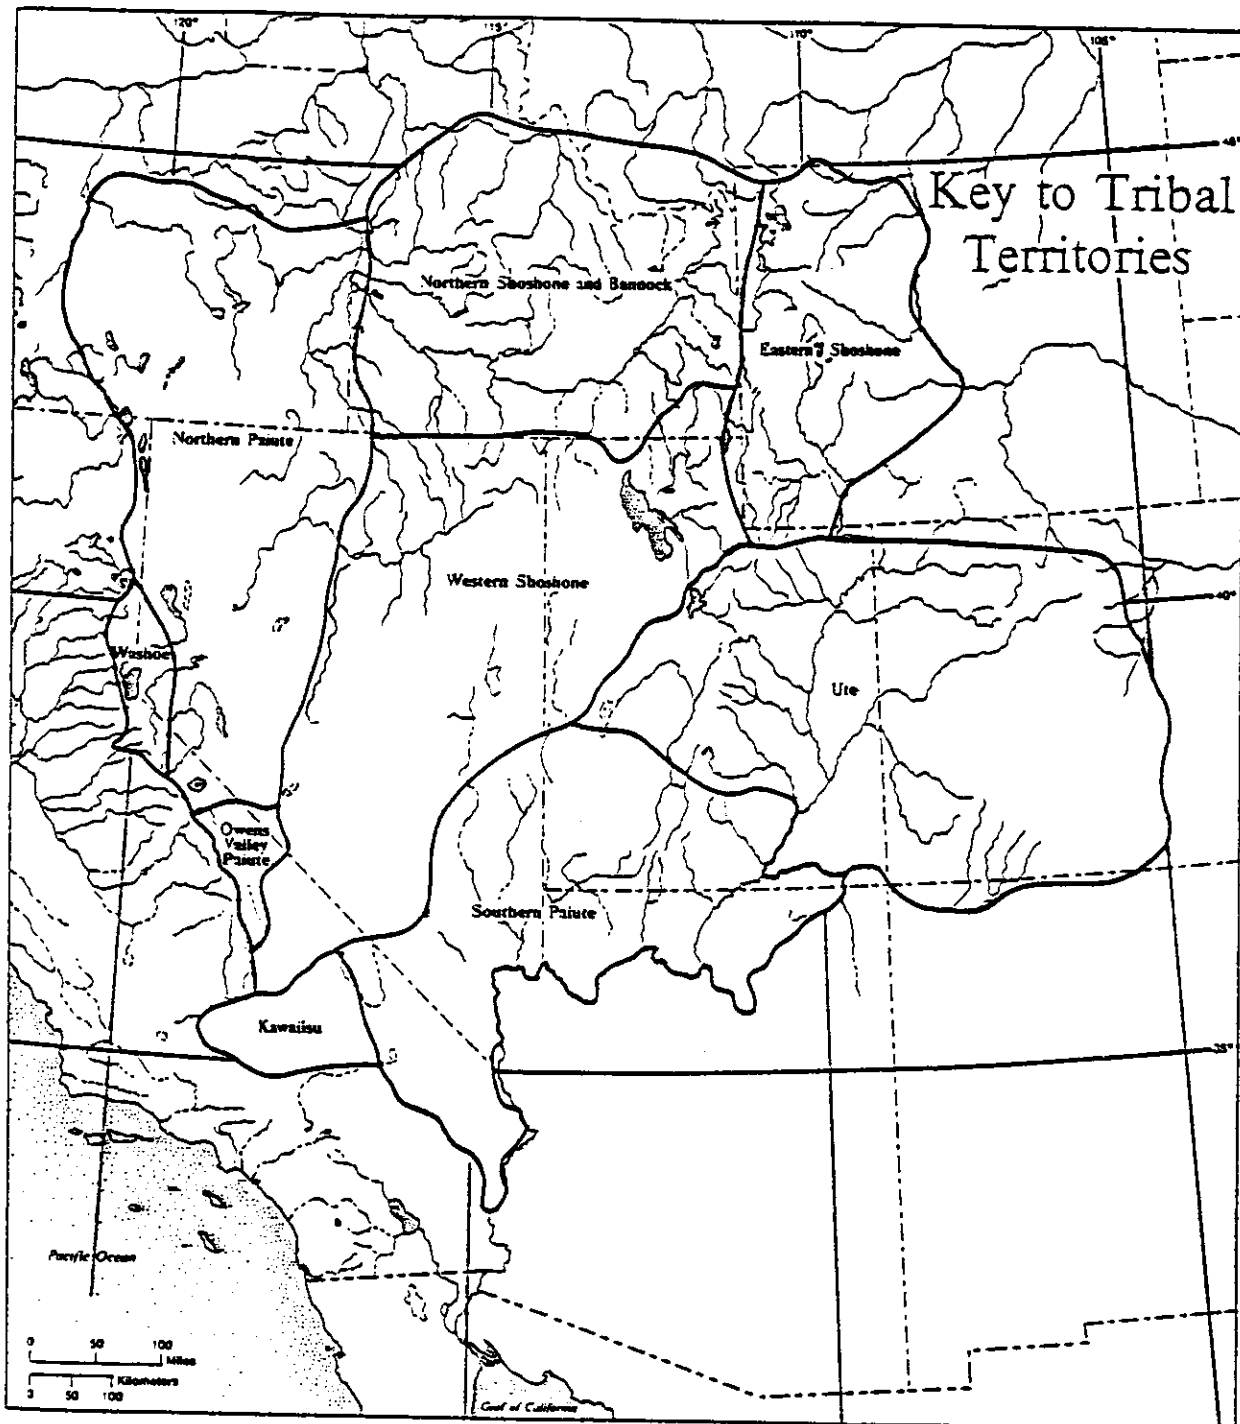 120°
115°
110°
105°
45°
Key to Tribal
Territories
Northern Shoshone and Bannock
Eastern Shoshone
Northern Paiute
Western Shoshone
40°
Washoe
Ute
Owens
Valley
Paiute
Southern Paiute
Kawaiisu
35°
Pacific Ocean
0 50 100
Miles
Kilometers
0 50 100
Gulf of California